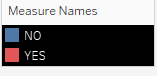 Measure Names
NO
YES